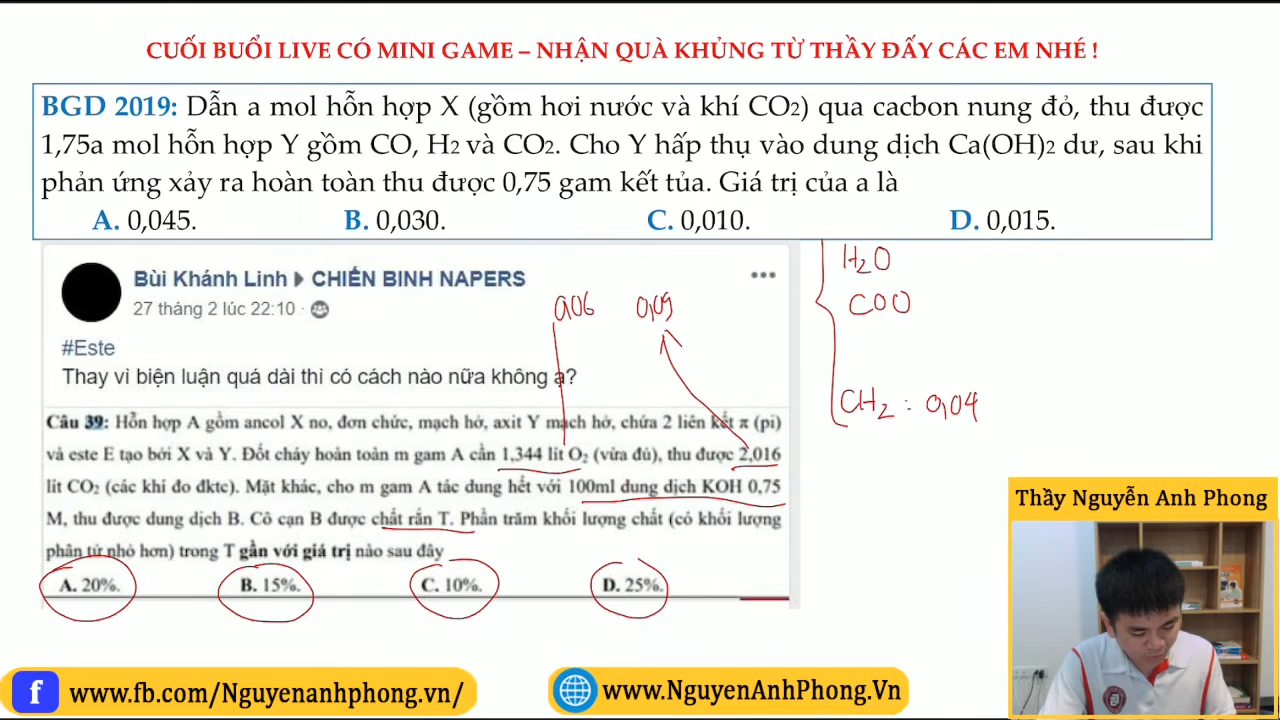 CUỐI BUỔI LIVE CÓ MINI GAME – NHẬN QUÀ KHỦNG TỪ THẦY ĐẤY CÁC EM NHÉ !
BGD 2019: Dẫn a mol hỗn hợp X (gồm hơi nước và khí CO2) qua cacbon nung đỏ, thu được
1,75a mol hỗn hợp Y gồm CO, H2 và CO2. Cho Y hấp thụ vào dung dịch Ca(OH)2 dư, sau khi
phản ứng xảy ra hoàn toàn thu được 0,75 gam kết tủa. Giá trị của a là
A. 0,045. B. 0,030. C. 0,010. D. 0,015.
Bùi Khánh Linh CHIẾN BINH NAPERS
27 tháng 2 lúc 22:10 ·
#Este
Thay vì biện luận quá dài thì có cách nào nữa không ạ?
0,06 0,09
Câu 39: Hỗn hợp A gồm ancol X no, đơn chức, mạch hở, axit Y mạch hở, chứa 2 liên kết π (pi)
và este E tạo bởi X và Y. Đốt cháy hoàn toàn m gam A cần 1,344 lít O2 (vừa đủ), thu được 2,016
lít CO2 (các khí đo đktc). Mặt khác, cho m gam A tác dụng hết với 100ml dung dịch KOH 0,75
M, thu được dung dịch B. Cô cạn B được chất rắn T. Phần trăm khối lượng chất (có khối lượng
phân tử nhỏ hơn) trong T gần với giá trị nào sau đây
A. 20%. B. 15%. C. 10%. D. 25%.
H2O
COO
CH2 : 0,04
Thầy Nguyễn Anh Phong
f www.fb.com/Nguyenanhphong.vn/
www.NguyenAnhPhong.Vn